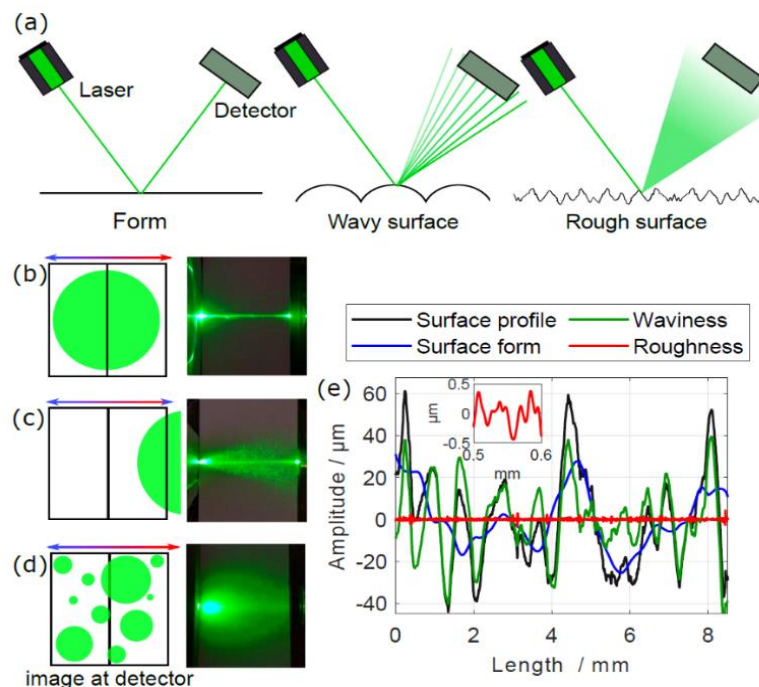 (a)
Laser
Detector
Form
Wavy surface
Rough surface
(b)
(c)
(d)
image at detector
Surface profile
Waviness
Surface form
Roughness
(e)
Amplitude / μm
60
40
20
0
-20
-40
μm
0.5
0
-0.5
0.5
0.6
mm
0
2
4
6
8
Length / mm